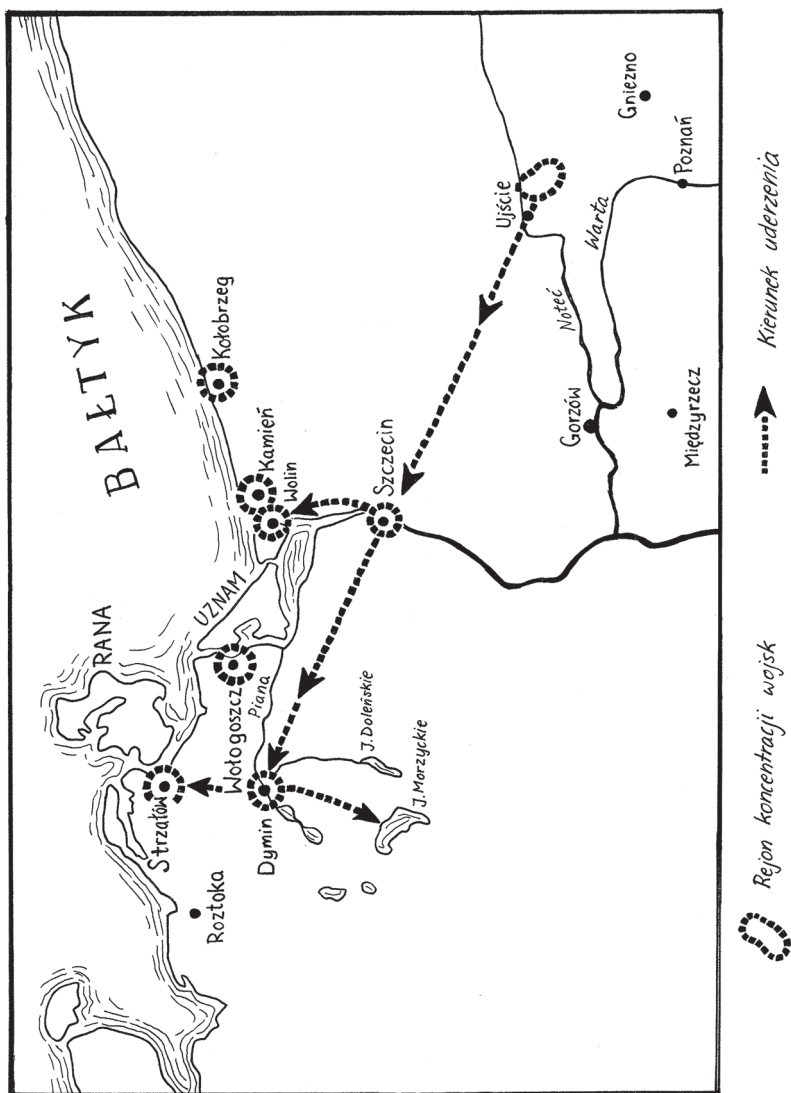 BAŁTYK
RANA
Strzałów
Roztoka
UZNAM
Kołobrzeg
Wołogoszcz
Piana
Kamień
Dymin
Wolin
J. Doleńskie
Szczecin
J. Morzyckie
Ujście
Noteć
Gorzów
Warta
Gniezno
Poznań
Międzyrzecz
Rejon koncentracji wojsk
Kierunek uderzenia